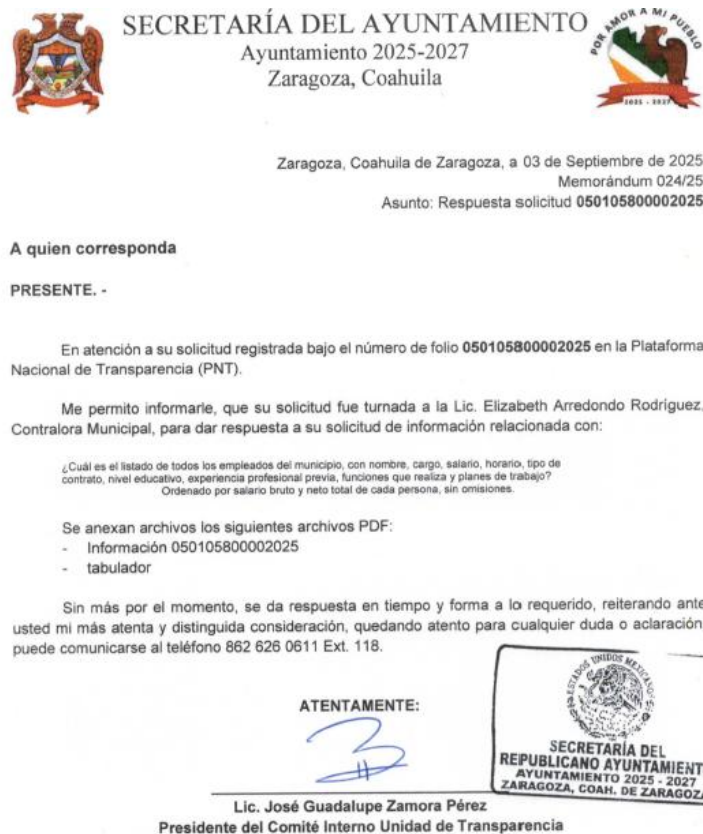 SECRETARÍA DEL AYUNTAMIENTO
Ayuntamiento 2025-2027
Zaragoza, Coahuila
POR AMOR A MI PUEBLO
2025 - 2027
Zaragoza, Coahuila de Zaragoza, a 03 de Septiembre de 2025
Memorándum 024/25
Asunto: Respuesta solicitud 050105800002025
A quien corresponda
PRESENTE. -
En atención a su solicitud registrada bajo el número de folio 050105800002025 en la Plataforma
Nacional de Transparencia (PNT).
Me permito informarle, que su solicitud fue turnada a la Lic. Elizabeth Arredondo Rodríguez,
Contralora Municipal, para dar respuesta a su solicitud de información relacionada con:
¿Cuál es el listado de todos los empleados del municipio, con nombre, cargo, salario, horario, tipo de
contrato, nivel educativo, experiencia profesional previa, funciones que realiza y planes de trabajo?
Ordenado por salario bruto y neto total de cada persona, sin omisiones.
Se anexan archivos los siguientes archivos PDF:
- Información 050105800002025
- tabulador
Sin más por el momento, se da respuesta en tiempo y forma a lo requerido, reiterando ante
usted mi más atenta y distinguida consideración, quedando atento para cualquier duda o aclaración
puede comunicarse al teléfono 862 626 0611 Ext. 118.
ATENTAMENTE:
ESTADOS UNIDOS MEXICANOS
SECRETARÍA DEL
REPUBLICANO AYUNTAMIENT
AYUNTAMIENTO 2025 - 2027
ZARAGOZA, COAH. DE ZARAGOZA
Lic. José Guadalupe Zamora Pérez
Presidente del Comité Interno Unidad de Transparencia